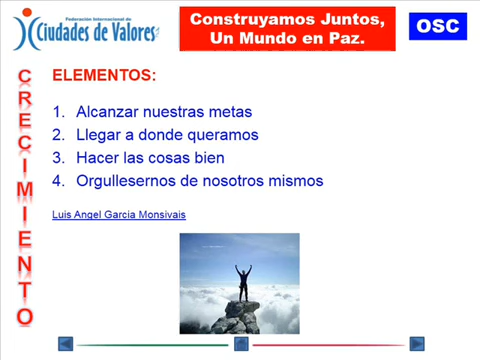 Federación Internacional de
Ciudades de Valores
Construyamos Juntos,
Un Mundo en Paz.
OSC
CRECIMIENTO
ELEMENTOS:
1. Alcanzar nuestras metas
2. Llegar a donde queramos
3. Hacer las cosas bien
4. Orgullesernos de nosotros mismos
Luis Angel Garcia Monsivais